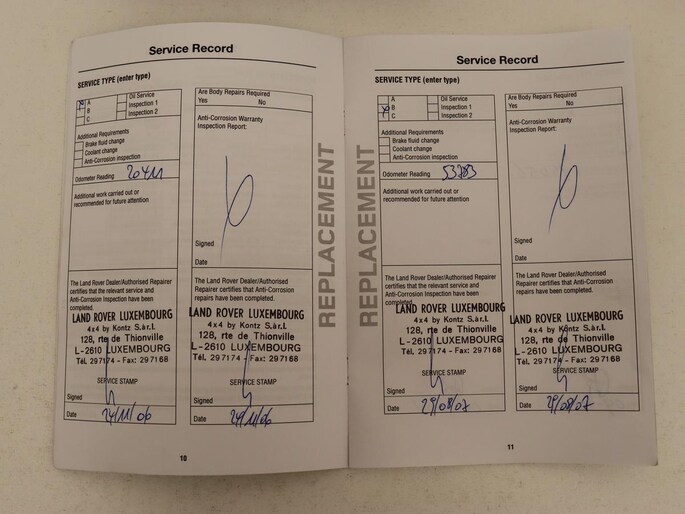 Service Record
SERVICE TYPE (enter type)
A
B
C
Oil Service
Inspection 1
Inspection 2
Additional Requirements
Brake fluid change
Coolant change
Anti-Corrosion inspection
Odometer Reading 20411
Additional work carried out or
recommended for future attention
The Land Rover Dealer/Authorised Repairer
certifies that the relevant service and
Anti-Corrosion Inspection have been
completed.
LAND ROVER LUXEMBOURG
4x4 by Kontz S.àr.l.
128, rte de Thionville
L-2610 LUXEMBOURG
Tél. 297174 - Fax: 297168
SERVICE STAMP
Signed
Date 24/11/06
Are Body Repairs Required
Yes No
Anti-Corrosion Warranty
Inspection Report:
Signed
Date
The Land Rover Dealer/Authorised Repairer
certifies that an Anti-Corrosion
repairs have been completed.
LAND ROVER LUXEMBOURG
4x4 by Kontz S.àr.l.
128, rte de Thionville
L-2610 LUXEMBOURG
Tél. 297174 - Fax: 297168
SERVICE STAMP
Signed
Date 24/11/06
REPLACEMENT
10
Service Record
SERVICE TYPE (enter type)
A
B
C
Oil Service
Inspection 1
Inspection 2
Additional Requirements
Brake fluid change
Coolant change
Anti-Corrosion inspection
Odometer Reading 53783
Additional work carried out or
recommended for future attention
The Land Rover Dealer/Authorised Repairer
certifies that the relevant service and
Anti-Corrosion Inspection have been
completed.
LAND ROVER LUXEMBOURG
4x4 by Kontz S.àr.l.
128, rte de Thionville
L-2610 LUXEMBOURG
Tél. 297174 - Fax: 297168
SERVICE STAMP
Signed
Date 29/08/07
Are Body Repairs Required
Yes No
Anti-Corrosion Warranty
Inspection Report:
Signed
Date
The Land Rover Dealer/Authorised Repairer
certifies that an Anti-Corrosion
repairs have been completed.
LAND ROVER LUXEMBOURG
4x4 by Kontz S.àr.l.
128, rte de Thionville
L-2610 LUXEMBOURG
Tél. 297174 - Fax: 297168
SERVICE STAMP
Signed
Date 29/08/07
REPLACEMENT
11